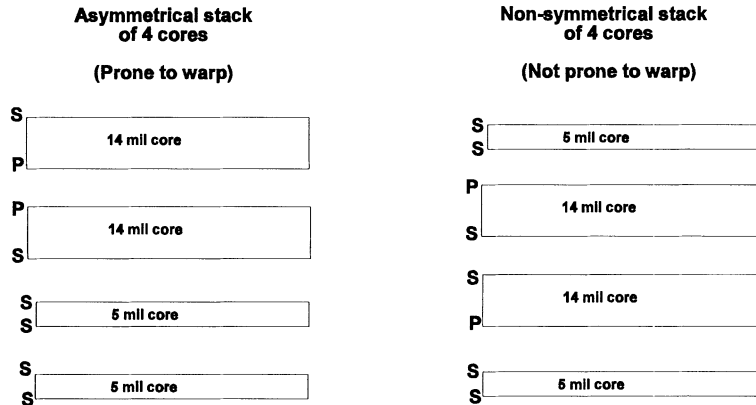 Asymmetrical stack
of 4 cores
(Prone to warp)
S
14 mil core
P
P
14 mil core
S
S
5 mil core
S
S
5 mil core
S
Non-symmetrical stack
of 4 cores
(Not prone to warp)
S
5 mil core
S
P
14 mil core
S
S
14 mil core
P
S
5 mil core
S